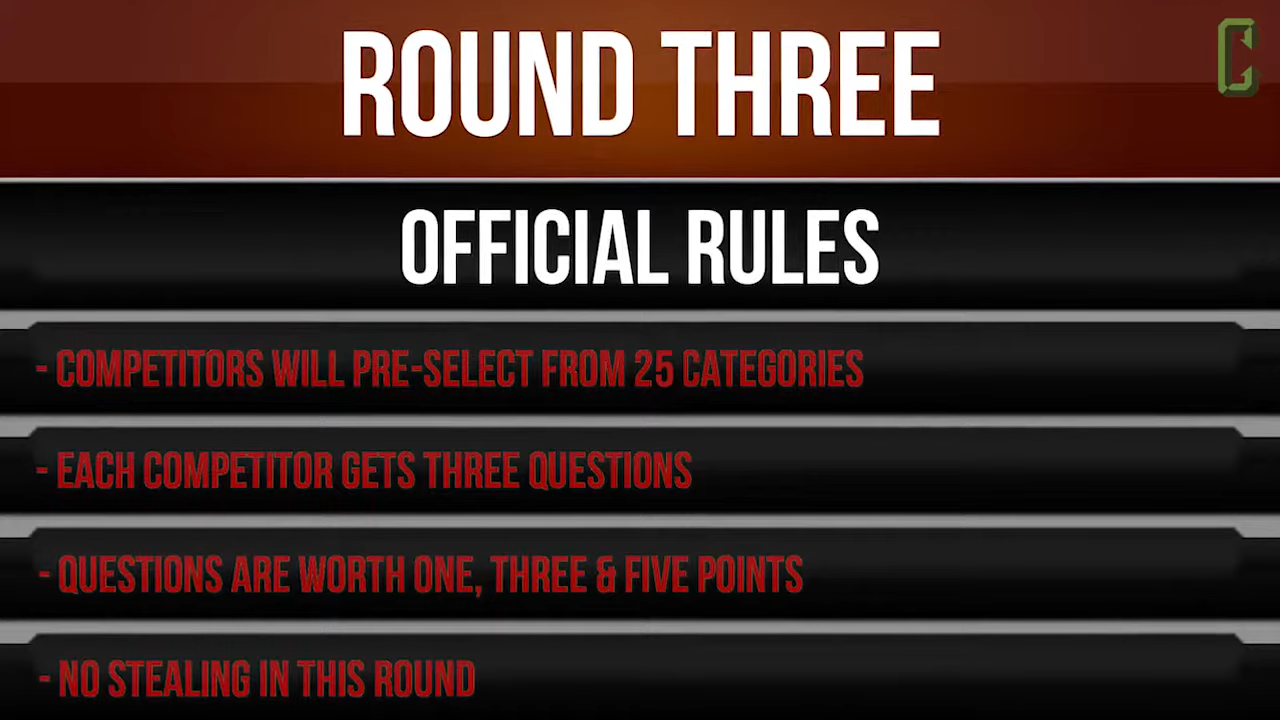 ROUND THREE
OFFICIAL RULES
- COMPETITORS WILL PRE-SELECT FROM 25 CATEGORIES
- EACH COMPETITOR GETS THREE QUESTIONS
- QUESTIONS ARE WORTH ONE, THREE & FIVE POINTS
- NO STEALING IN THIS ROUND